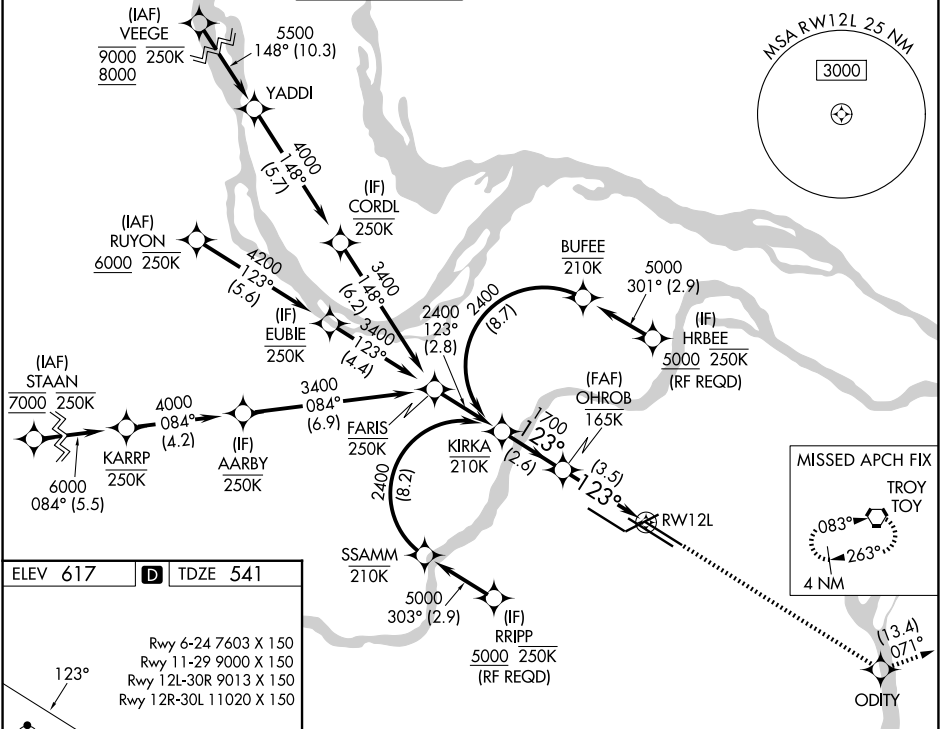 (IAF)
VEEGE
9000 250K
8000
5500
148° (10.3)
YADDI
4000
148°
(5.7)
(IF)
CORDL
250K
3400
148°
(6.2)
MSA RW12L 25 NM
3000
(IAF)
RUYON
6000 250K
4200
123°
(5.6)
(IF)
EUBIE
250K
3400
123°
(4.4)
2400
123°
(2.8)
2400
(8.7)
BUFEE
210K
5000
301° (2.9)
(IF)
HRBEE
5000 250K
(RF REQD)
(IAF)
STAAN
7000 250K
6000
084° (5.5)
KARRP
250K
4000
084°
(4.2)
(IF)
AARBY
250K
3400
084°
(6.9)
FARIS
250K
KIRKA
210K
(FAF)
OHROB
165K
1700
123°
(2.6)
(3.5)
123°
RW12L
2400
(8.2)
SSAMM
210K
5000
303° (2.9)
(IF)
RRIPP
5000 250K
(RF REQD)
MISSED APCH FIX
TROY
TOY
083°
263°
4 NM
(13.4)
071°
ODITY
ELEV 617 D TDZE 541
Rwy 6-24 7603 X 150
Rwy 11-29 9000 X 150
Rwy 12L-30R 9013 X 150
Rwy 12R-30L 11020 X 150
123°